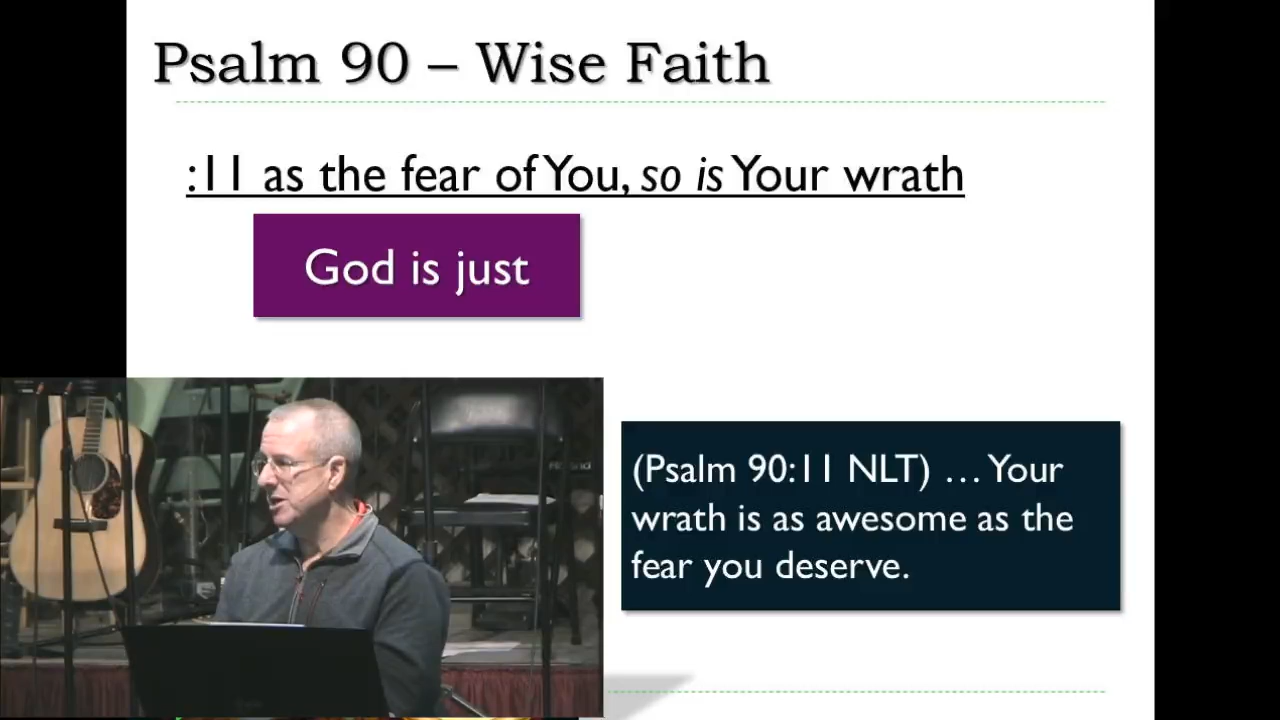 Psalm 90 – Wise Faith
:11 as the fear of You, so is Your wrath
God is just
(Psalm 90:11 NLT) … Your
wrath is as awesome as the
fear you deserve.